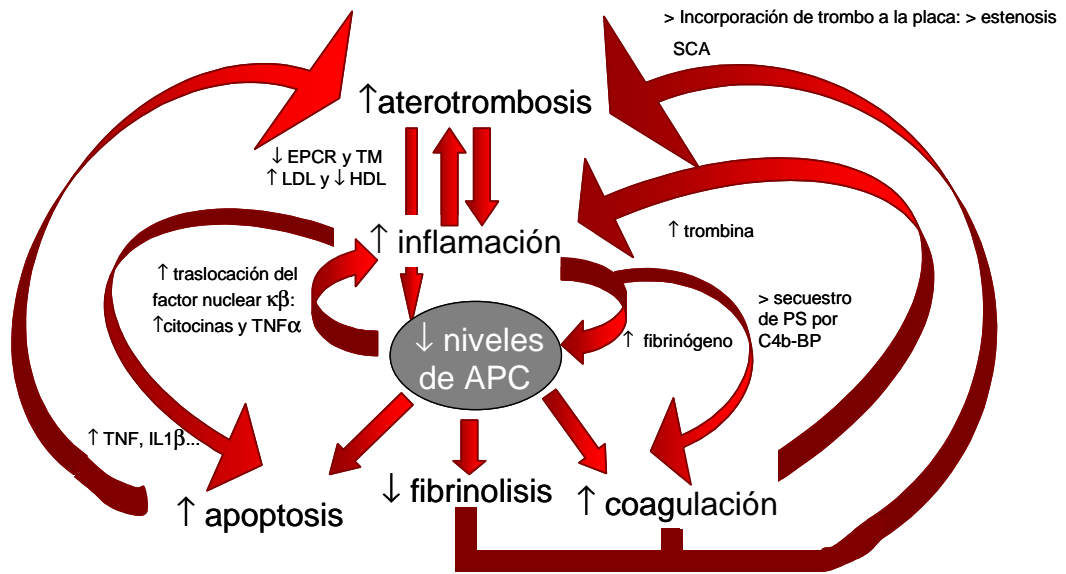 > Incorporación de trombo a la placa: > estenosis
SCA
↑aterotrombosis
↓ EPCR y TM
↑ LDL y ↓ HDL
↑ inflamación
↑ trombina
↑ traslocación del
factor nuclear κβ:
↑citocinas y TNFα
> secuestro
de PS por
C4b-BP
↑ fibrinógeno
↓ niveles
de APC
↑ TNF, IL1β...
↓ fibrinolisis
↑ apoptosis
↑ coagulación